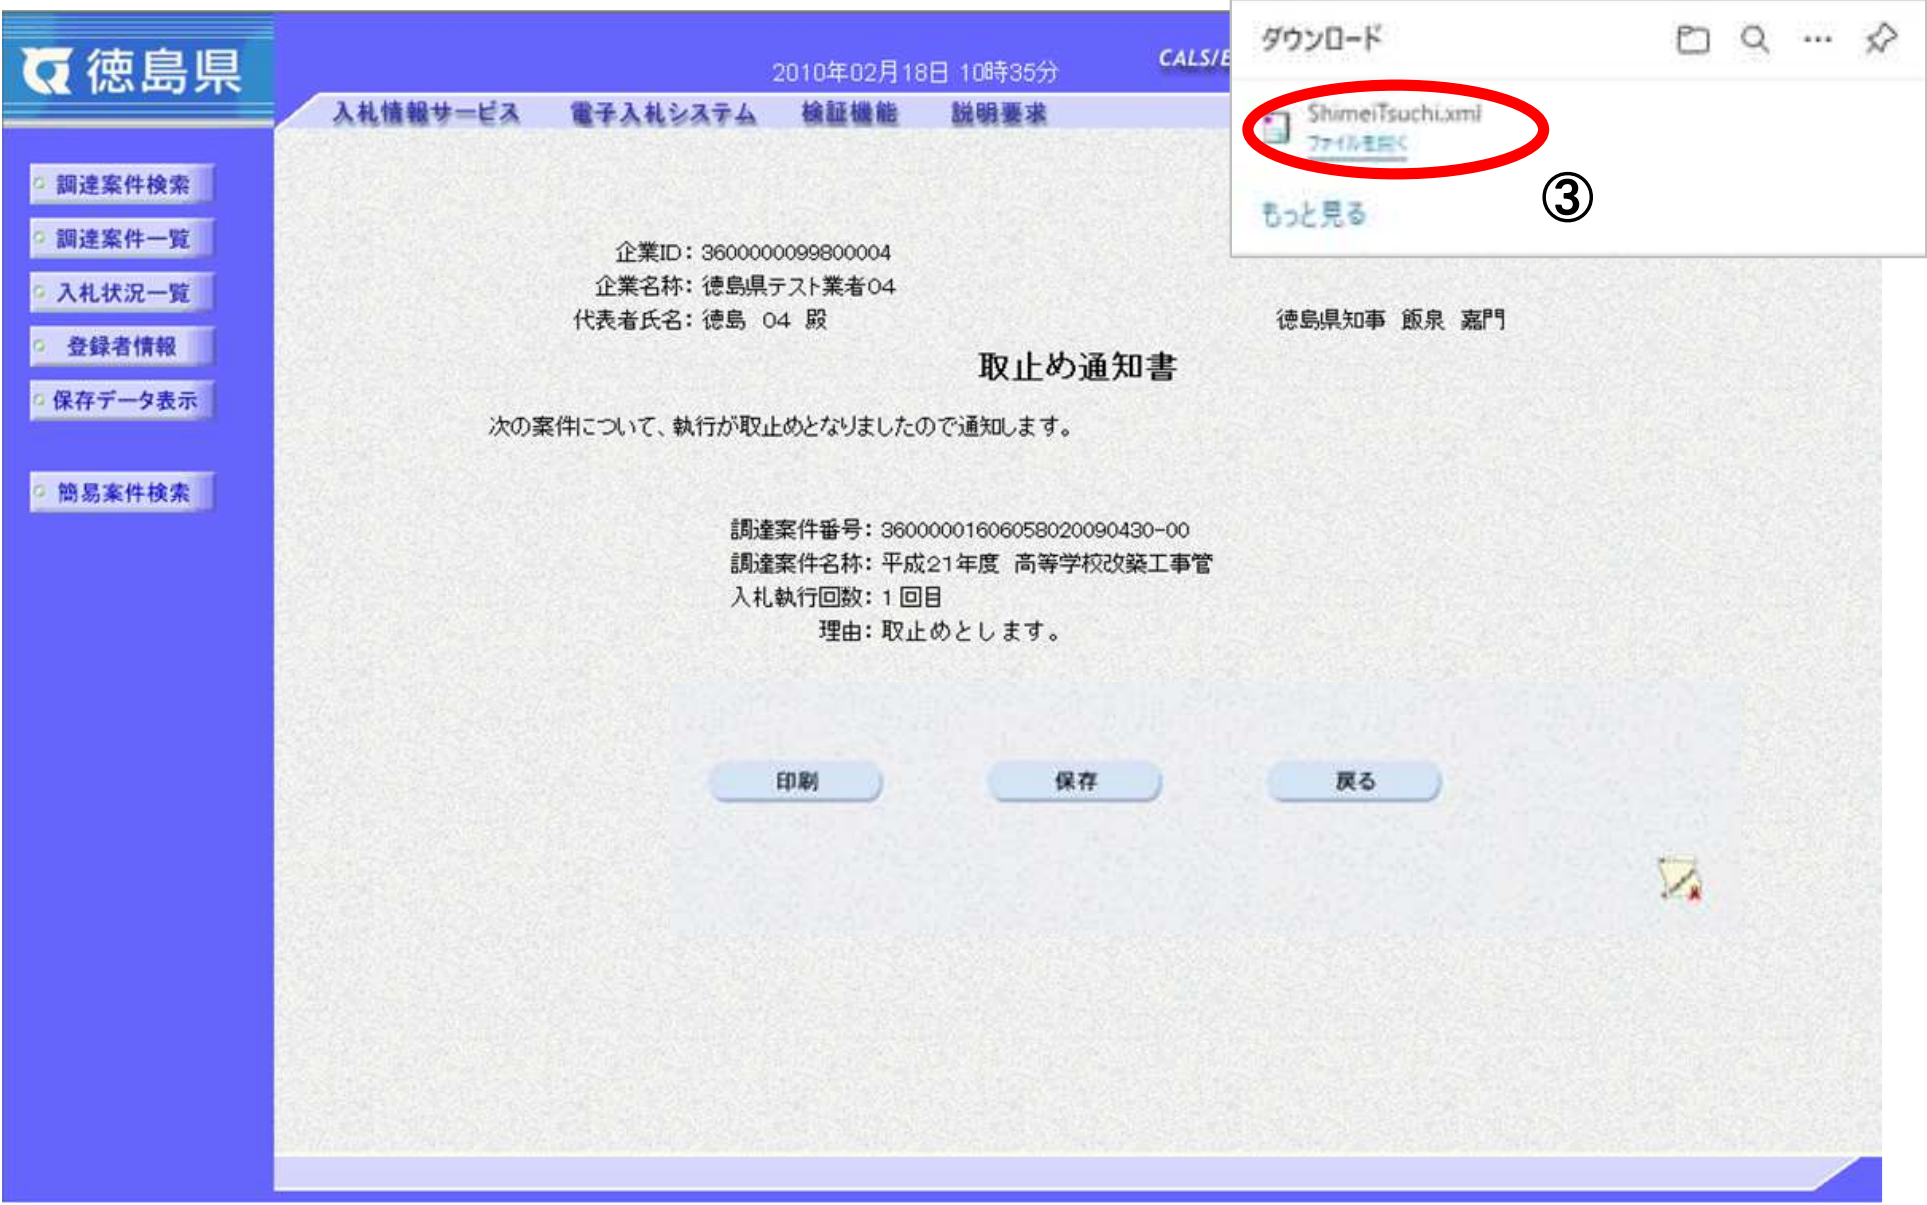 徳島県
2010年02月18日 10時35分
CALS/E
入札情報サービス 電子入札システム 検証機能 説明要求
ダウンロード
ShimeiTsuchi.xml
ファイルを開く
もっと見る
③
調達案件検索
調達案件一覧
入札状況一覧
登録者情報
保存データ表示
簡易案件検索
企業ID：3600000099800004
企業名称：徳島県テスト業者04
代表者氏名：徳島 04 殿
徳島県知事 飯泉 嘉門
取止め通知書
次の案件について、執行が取止めとなりましたので通知します。
調達案件番号：3600000160605802009​0430-00
調達案件名称：平成21年度 高等学校改築工事管
入札執行回数：1回目
理由：取止めとします。
印刷 保存 戻る